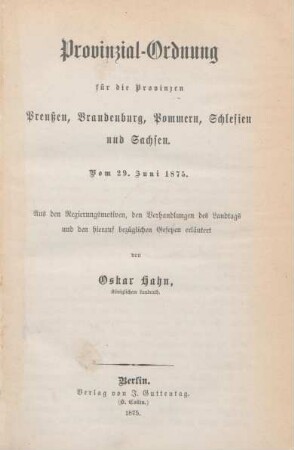 Provinzial-Ordnung
für die Provinzen
Preußen, Brandenburg, Pommern, Schlesien
und Sachsen.
Vom 29. Juni 1875.
Aus den Regierungsmotiven, den Verhandlungen des Landtags
und den hierauf bezüglichen Gesetzen erläutert
von
Oskar Hahn,
Königlichem Landrath.
Berlin.
Verlag von J. Guttentag.
(D. Collin.)
1875.